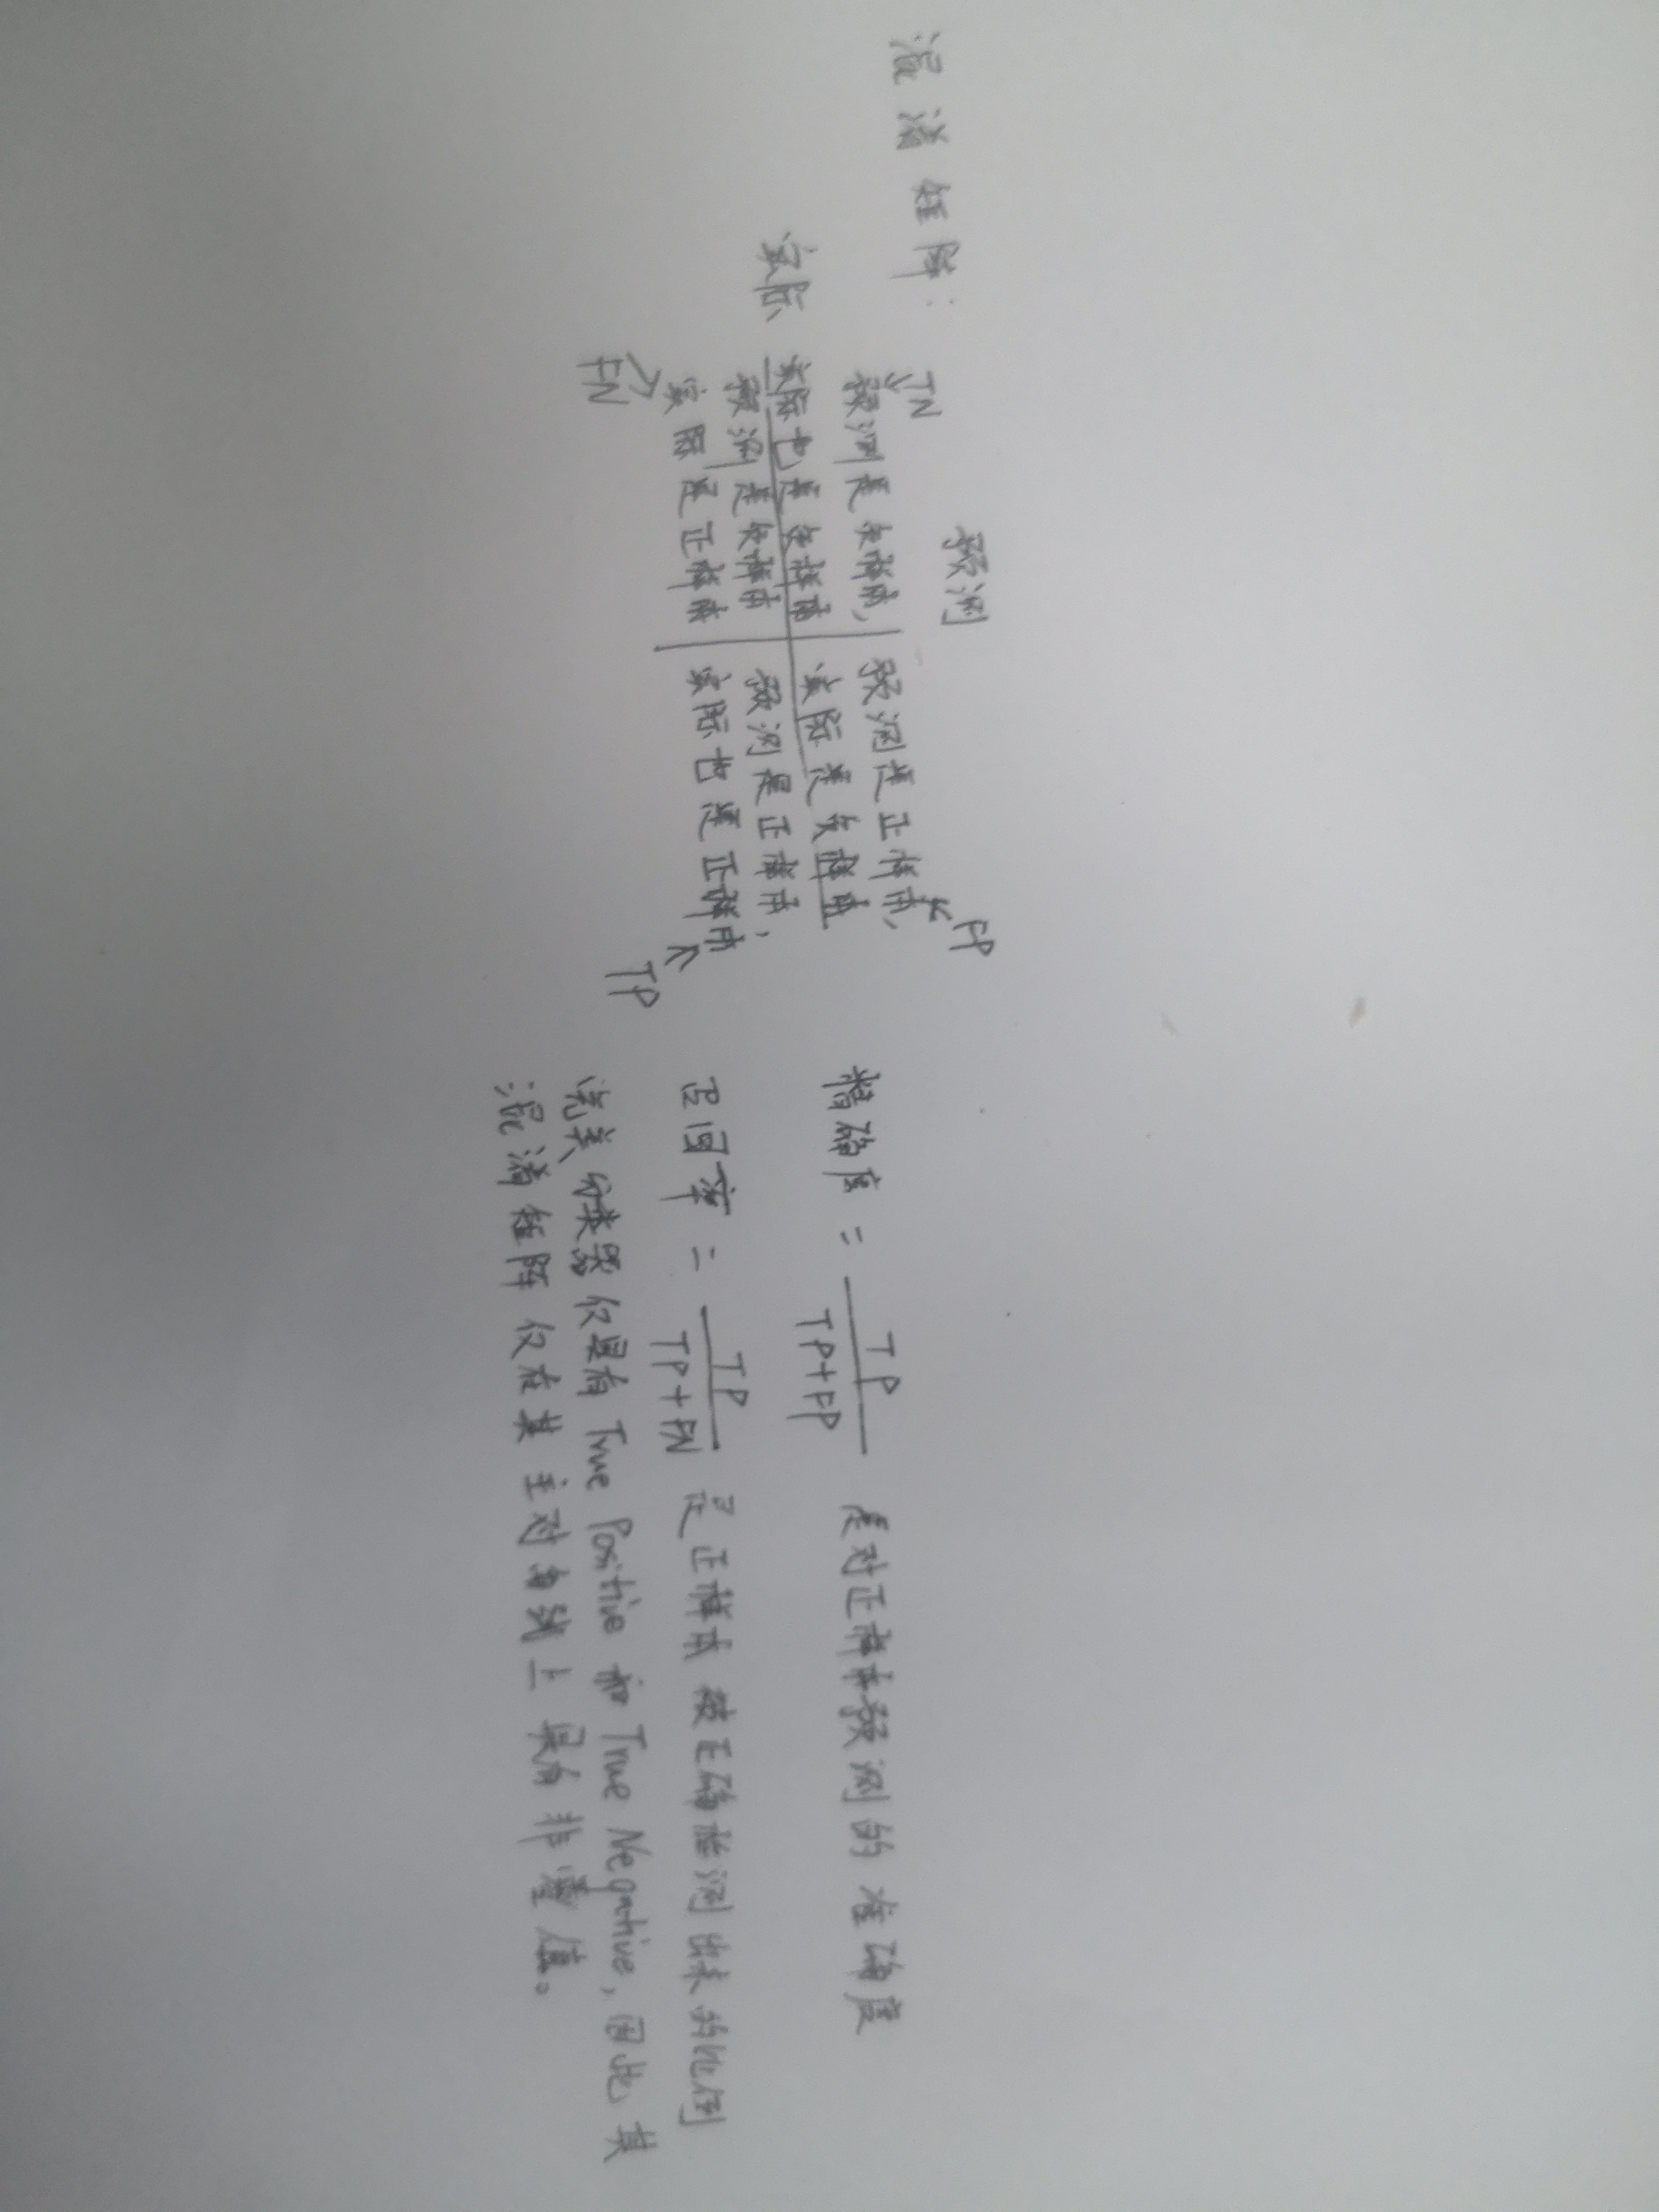 混淆矩阵:
预测
TN
FP
预测是负样本,
预测是正样本,
实际
实际也是负样本
实际是负样本
预测是负样本
预测是正样本,
实际是正样本
实际也是正样本
FN
TP
精确度 = TP / TP+FP 是对正样本预测的准确度
召回率 = TP / TP+FN 是正样本被正确检测出来的比例
完美分类器仅具有 True Positive 和 True Negative, 因此其
混淆矩阵仅在其主对角线上具有非零值。